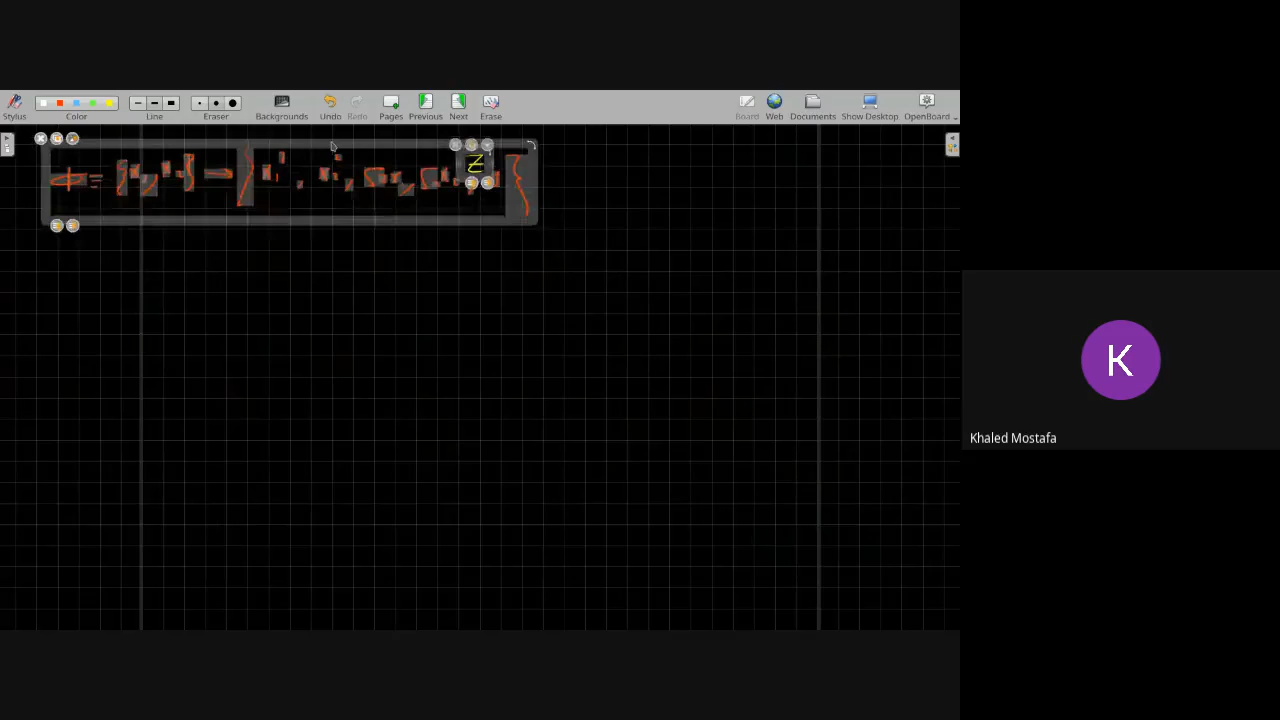 Stylus
Color
Line
Eraser
Backgrounds
Undo
Redo
Pages
Previous
Next
Erase
Board
Web
Documents
Show Desktop
OpenBoard
Z
K
Khaled Mostafa